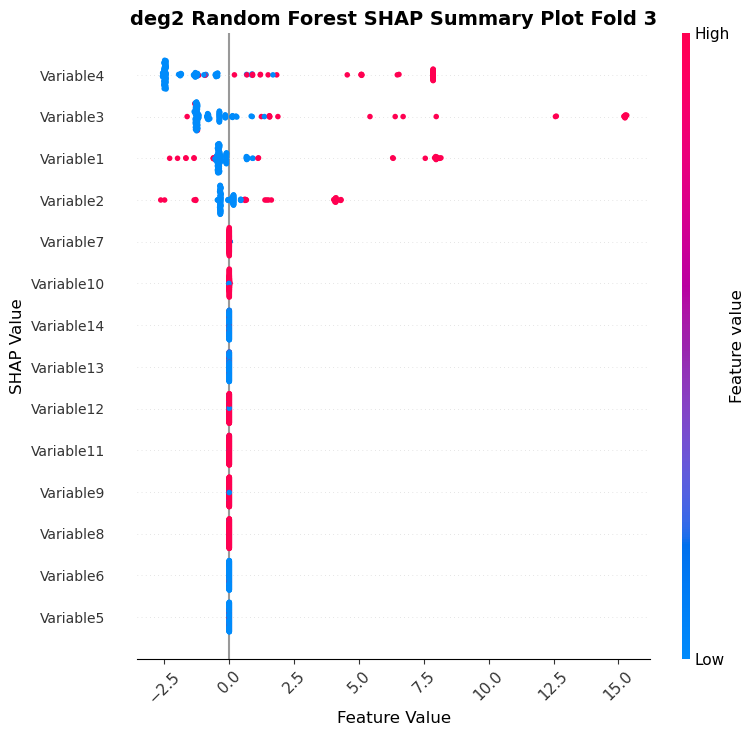 deg2 Random Forest SHAP Summary Plot Fold 3
High
Variable4
Variable3
Variable1
Variable2
Variable7
Variable10
Variable14
Variable13
Variable12
Variable11
Variable9
Variable8
Variable6
Variable5
SHAP Value
Feature value
Low
−2.5 0.0 2.5 5.0 7.5 10.0 12.5 15.0
Feature Value